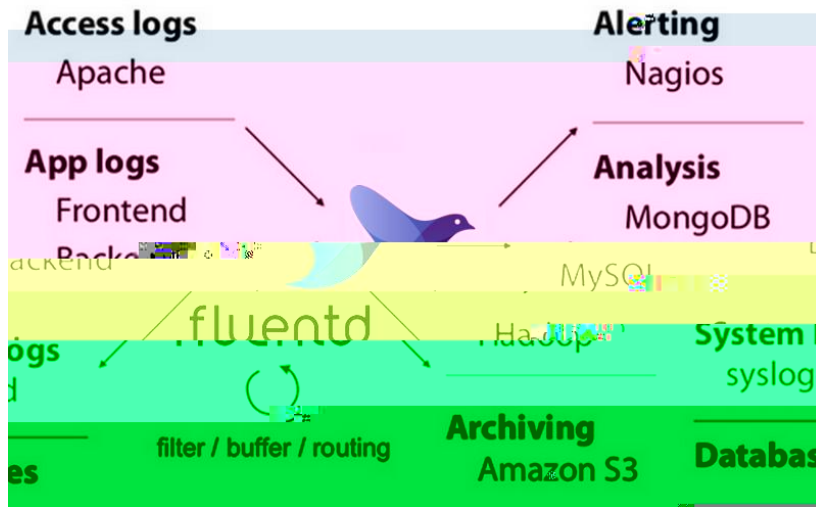 Access logs
Apache
App logs
Frontend
Backend
ogs
d
es
fluentd
filter / buffer / routing
Alerting
Nagios
Analysis
MongoDB
MySQL
Hadoop
Archiving
Amazon S3
System
syslog
Databas